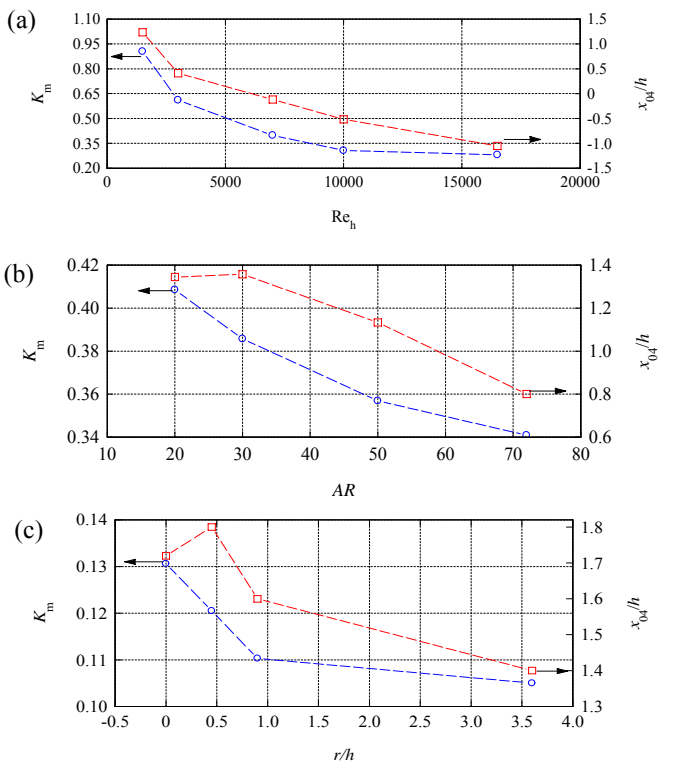 (a)
1.10
0.95
0.80
0.65
0.50
0.35
0.20
K_m
1.5
1.0
0.5
0
-0.5
-1.0
-1.5
x_04/h
0 5000 10000 15000 20000
Re_h
(b)
0.42
0.40
0.38
0.36
0.34
K_m
1.4
1.2
1.0
0.8
0.6
x_04/h
10 20 30 40 50 60 70 80
AR
(c)
0.14
0.13
0.12
0.11
0.10
K_m
1.8
1.7
1.6
1.5
1.4
1.3
x_04/h
-0.5 0 0.5 1.0 1.5 2.0 2.5 3.0 3.5 4.0
r/h